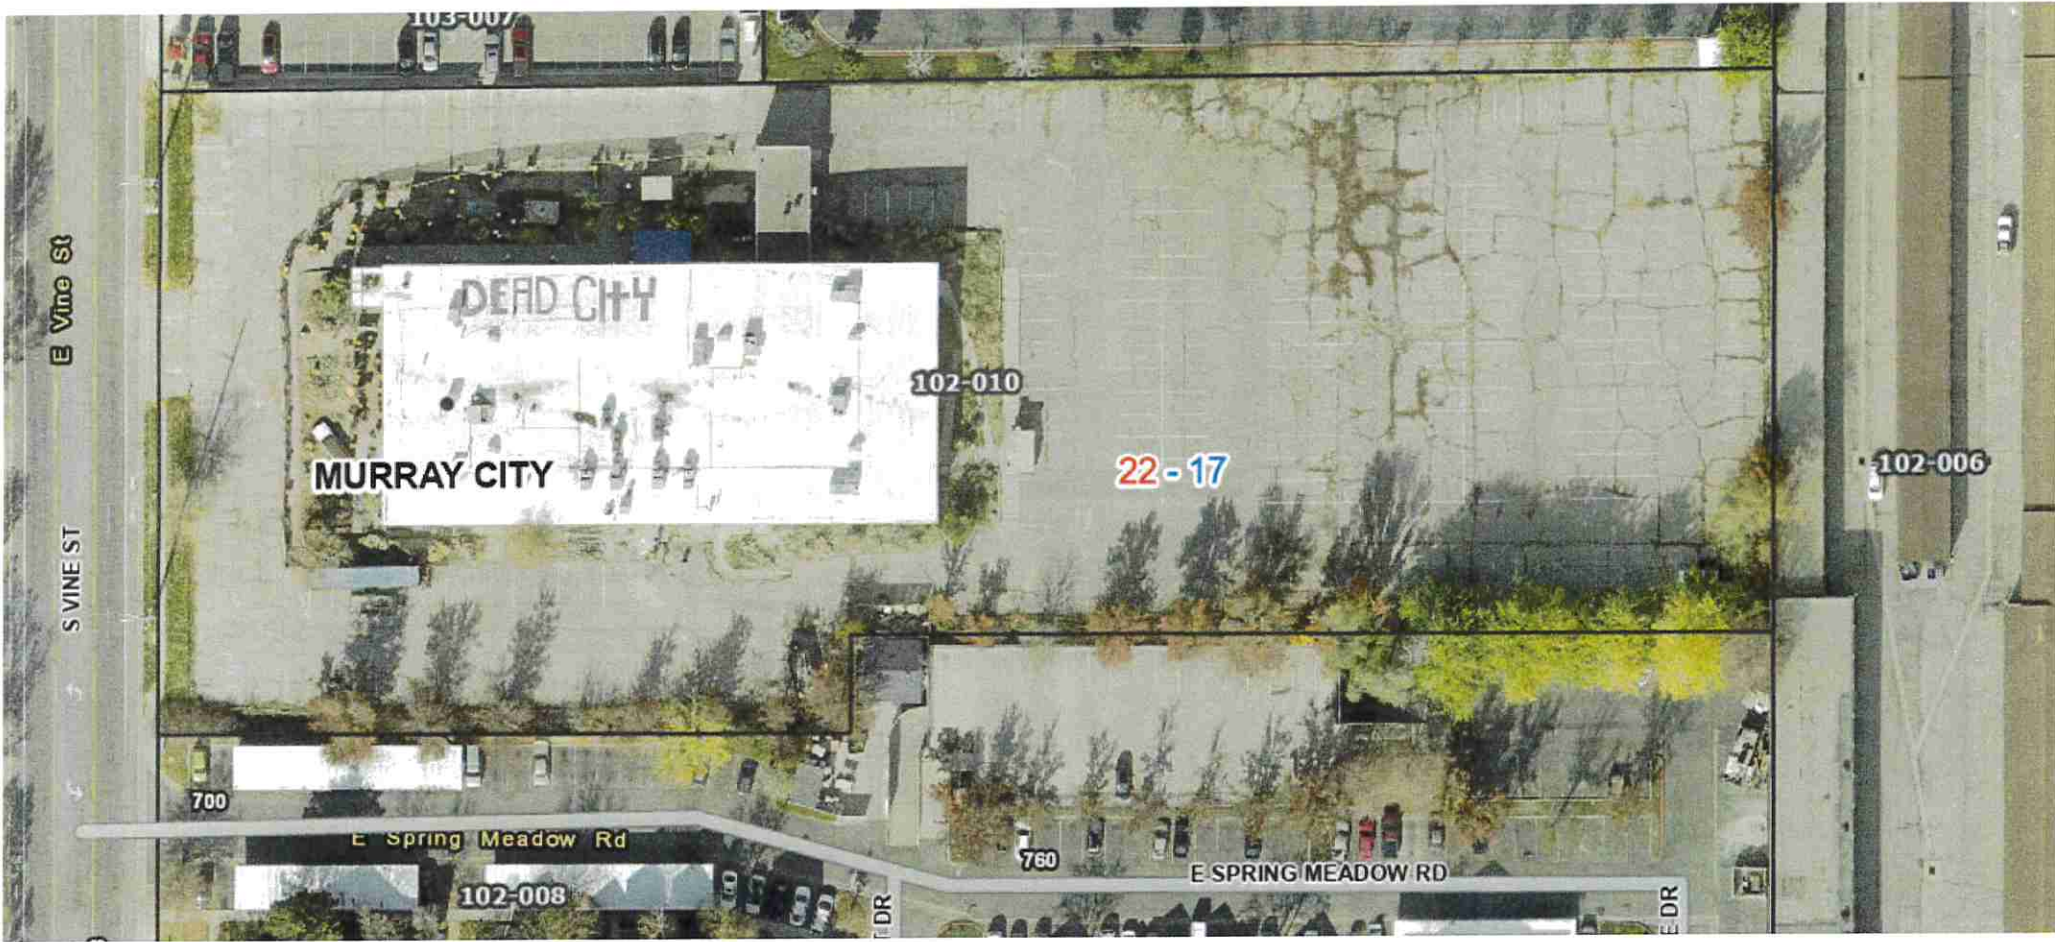 103-007
E Vine St
DEAD CITY
102-010
MURRAY CITY
22 - 17
102-006
S VINE ST
700
E Spring Meadow Rd
760
E SPRING MEADOW RD
102-008
DR
E DR